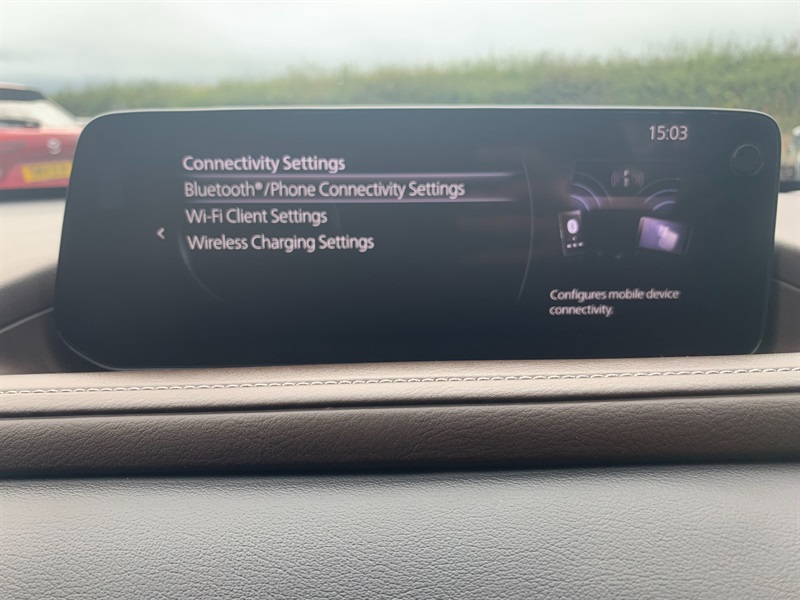 15:03
Connectivity Settings
Bluetooth®/Phone Connectivity Settings
Wi-Fi Client Settings
Wireless Charging Settings
Configures mobile device
connectivity.